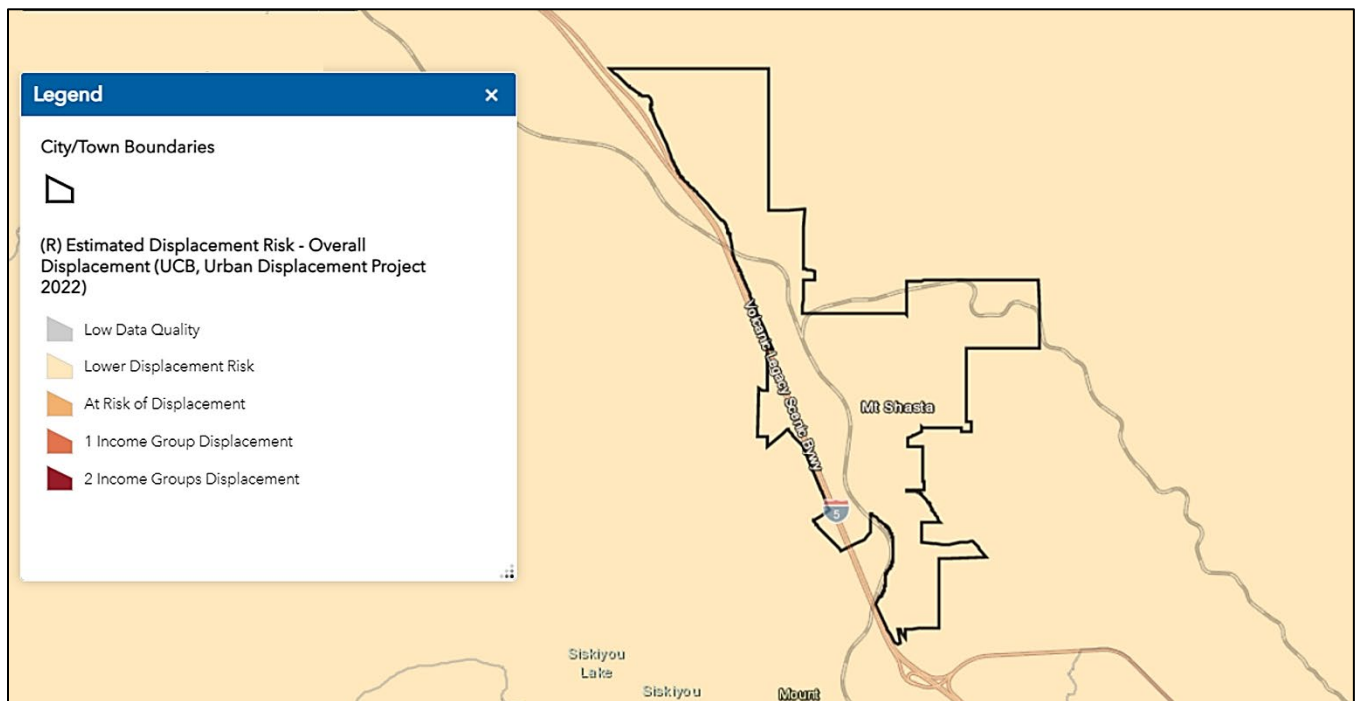 Legend
×
City/Town Boundaries
(R) Estimated Displacement Risk - Overall
Displacement (UCB, Urban Displacement Project
2022)
Low Data Quality
Lower Displacement Risk
At Risk of Displacement
1 Income Group Displacement
2 Income Groups Displacement
Volcanic Legacy Scenic Bywy
Mt Shasta
5
Siskiyou
Lake
Siskiyou
Mount